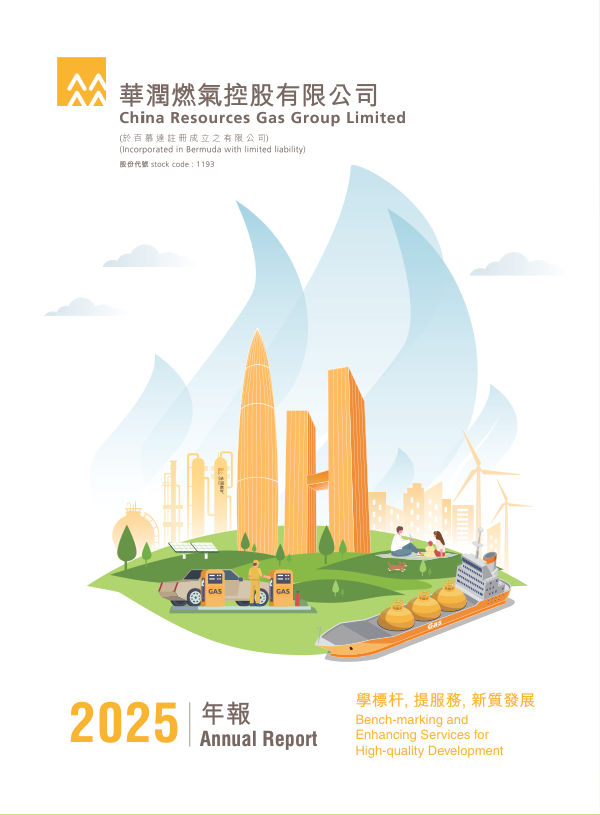 華潤燃氣控股有限公司
China Resources Gas Group Limited
(於百慕達註冊成立之有限公司)
(Incorporated in Bermuda with limited liability)
股份代號 stock code : 1193
GAS
GAS
Gas
2025
年報
Annual Report
學標杆, 提服務, 新質發展
Bench-marking and
Enhancing Services for
High-quality Development